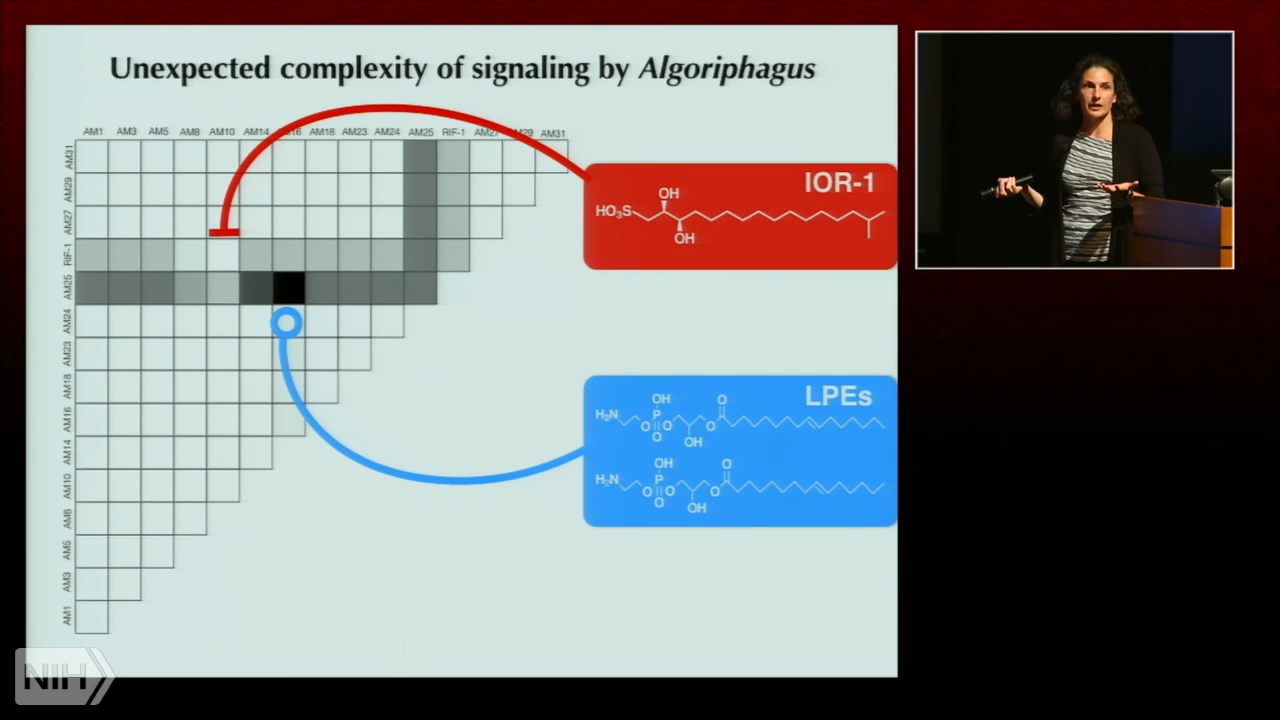 Unexpected complexity of signaling by Algoriphagus
AM1 AM3 AM5 AM8 AM10 AM14 AM18 AM23 AM24 AM25 RIF-1 AM27 AM31
AM31
AM29
AM27
RIF-1
AM25
AM24
AM23
AM18
AM16
AM14
AM10
AM8
AM5
AM3
AM1
IOR-1
OH
HO₃S
OH
LPEs
OH O
H₂N P
O O O
O OH
OH O
H₂N P
O O O
O OH
NIH